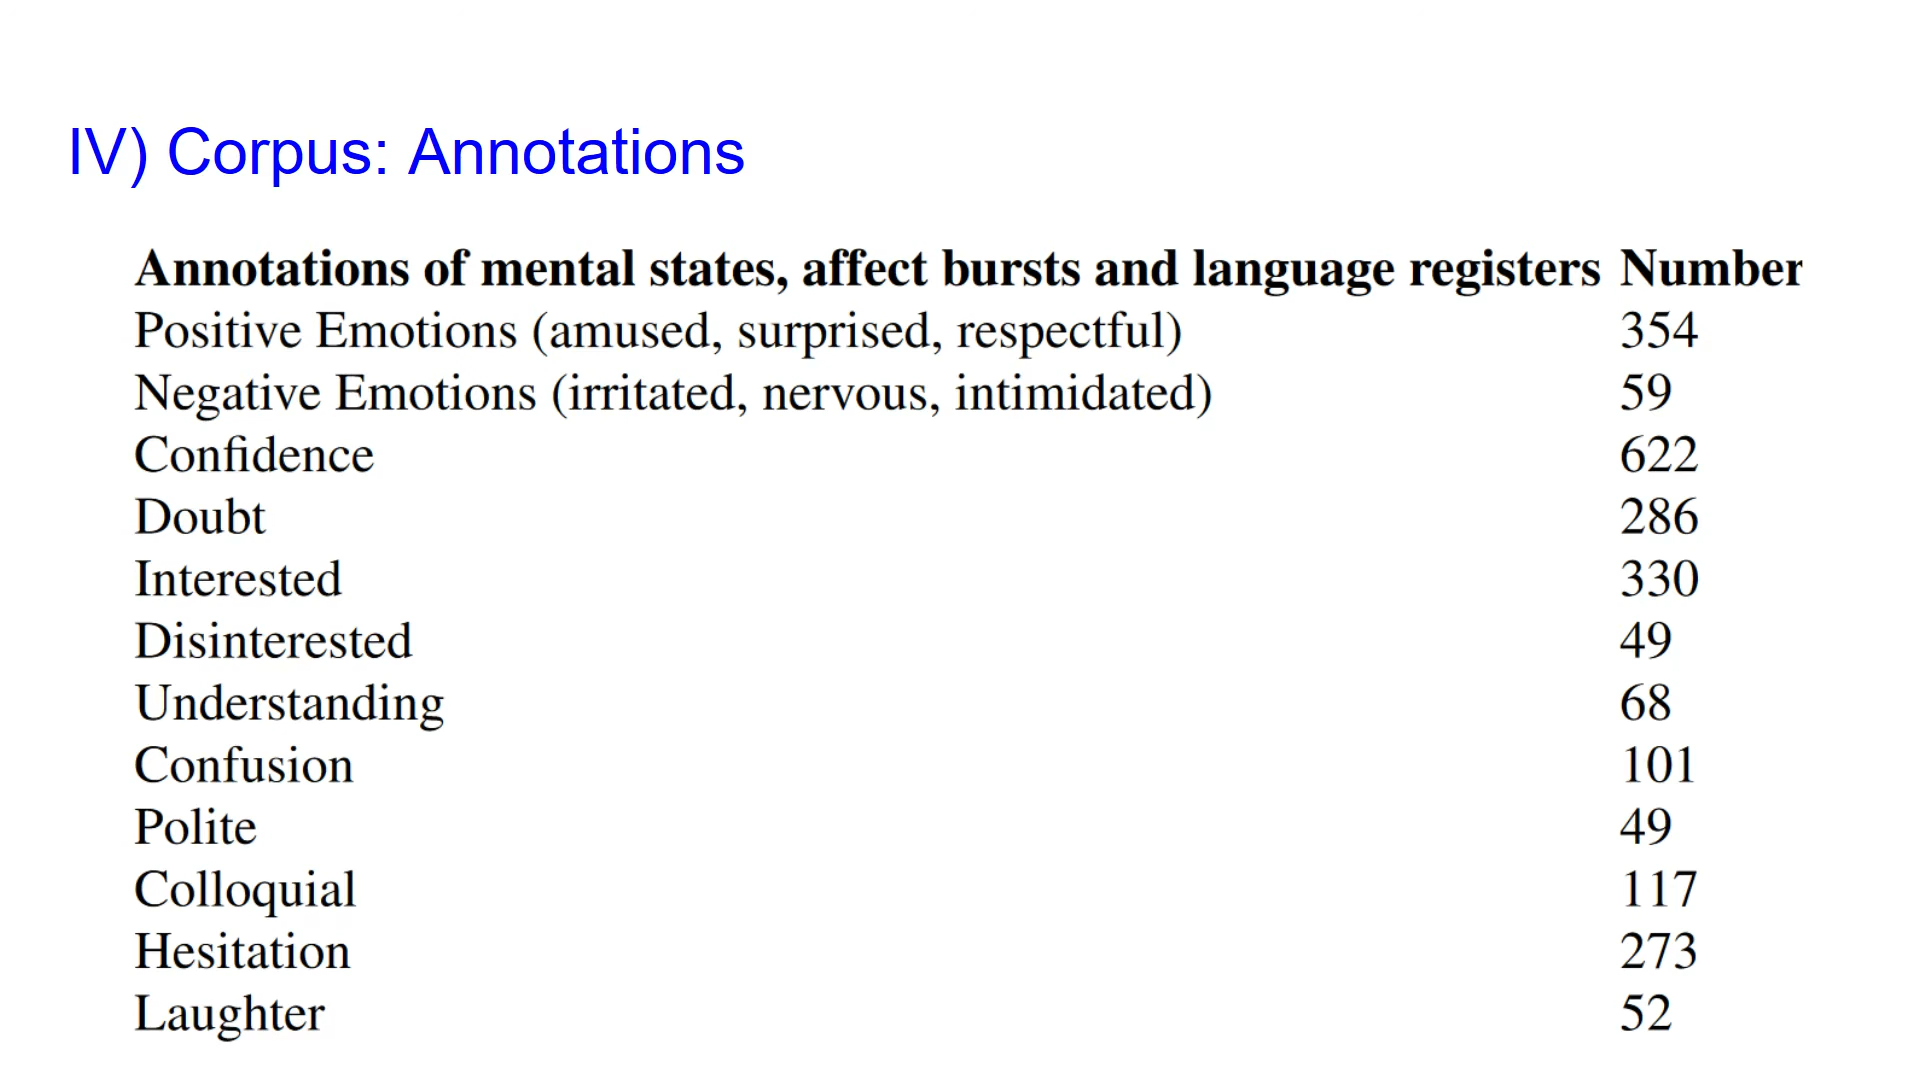 IV) Corpus: Annotations
Annotations of mental states, affect bursts and language registers Number
Positive Emotions (amused, surprised, respectful) 354
Negative Emotions (irritated, nervous, intimidated) 59
Confidence 622
Doubt 286
Interested 330
Disinterested 49
Understanding 68
Confusion 101
Polite 49
Colloquial 117
Hesitation 273
Laughter 52